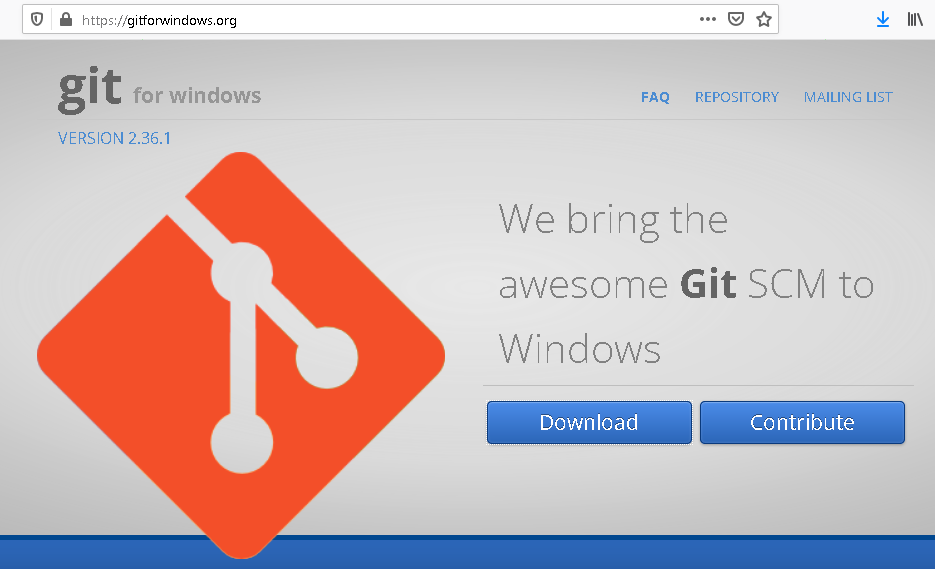 https://gitforwindows.org
git for windows
FAQ REPOSITORY MAILING LIST
VERSION 2.36.1
We bring the
awesome Git SCM to
Windows
Download Contribute